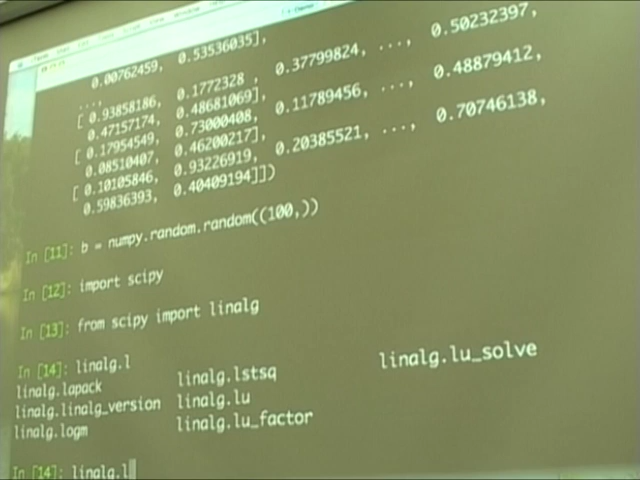 0.00762459, 0.53536035],
...,
[ 0.93858186, 0.1772328 , 0.37799824, ..., 0.50232397,
0.47157174, 0.48681069],
[ 0.17954549, 0.73000408, 0.11789456, ..., 0.48879412,
0.08510407, 0.46200217],
[ 0.10105846, 0.93226919, 0.20385521, ..., 0.70746138,
0.59836393, 0.40409194]])
In [11]: b = numpy.random.random((100,))
In [12]: import scipy
In [13]: from scipy import linalg
In [14]: linalg.l
linalg.lapack linalg.lstsq linalg.lu_solve
linalg.linalg_version linalg.lu
linalg.logm linalg.lu_factor
In [14]: linalg.l